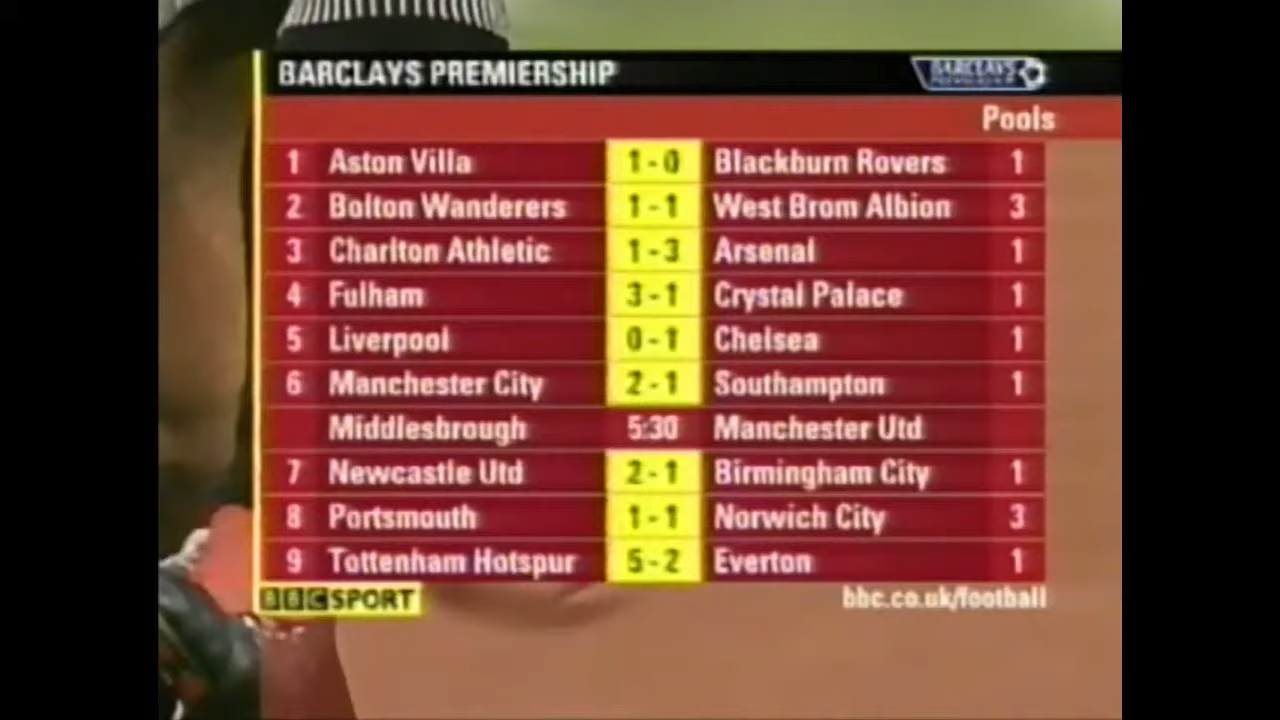 BARCLAYS PREMIERSHIP BARCLAYS PREMIERSHIP
Pools
1 Aston Villa 1 - 0 Blackburn Rovers 1
2 Bolton Wanderers 1 - 1 West Brom Albion 3
3 Charlton Athletic 1 - 3 Arsenal 1
4 Fulham 3 - 1 Crystal Palace 1
5 Liverpool 0 - 1 Chelsea 1
6 Manchester City 2 - 1 Southampton 1
Middlesbrough 5:30 Manchester Utd
7 Newcastle Utd 2 - 1 Birmingham City 1
8 Portsmouth 1 - 1 Norwich City 3
9 Tottenham Hotspur 5 - 2 Everton 1
BBC SPORT bbc.co.uk/football